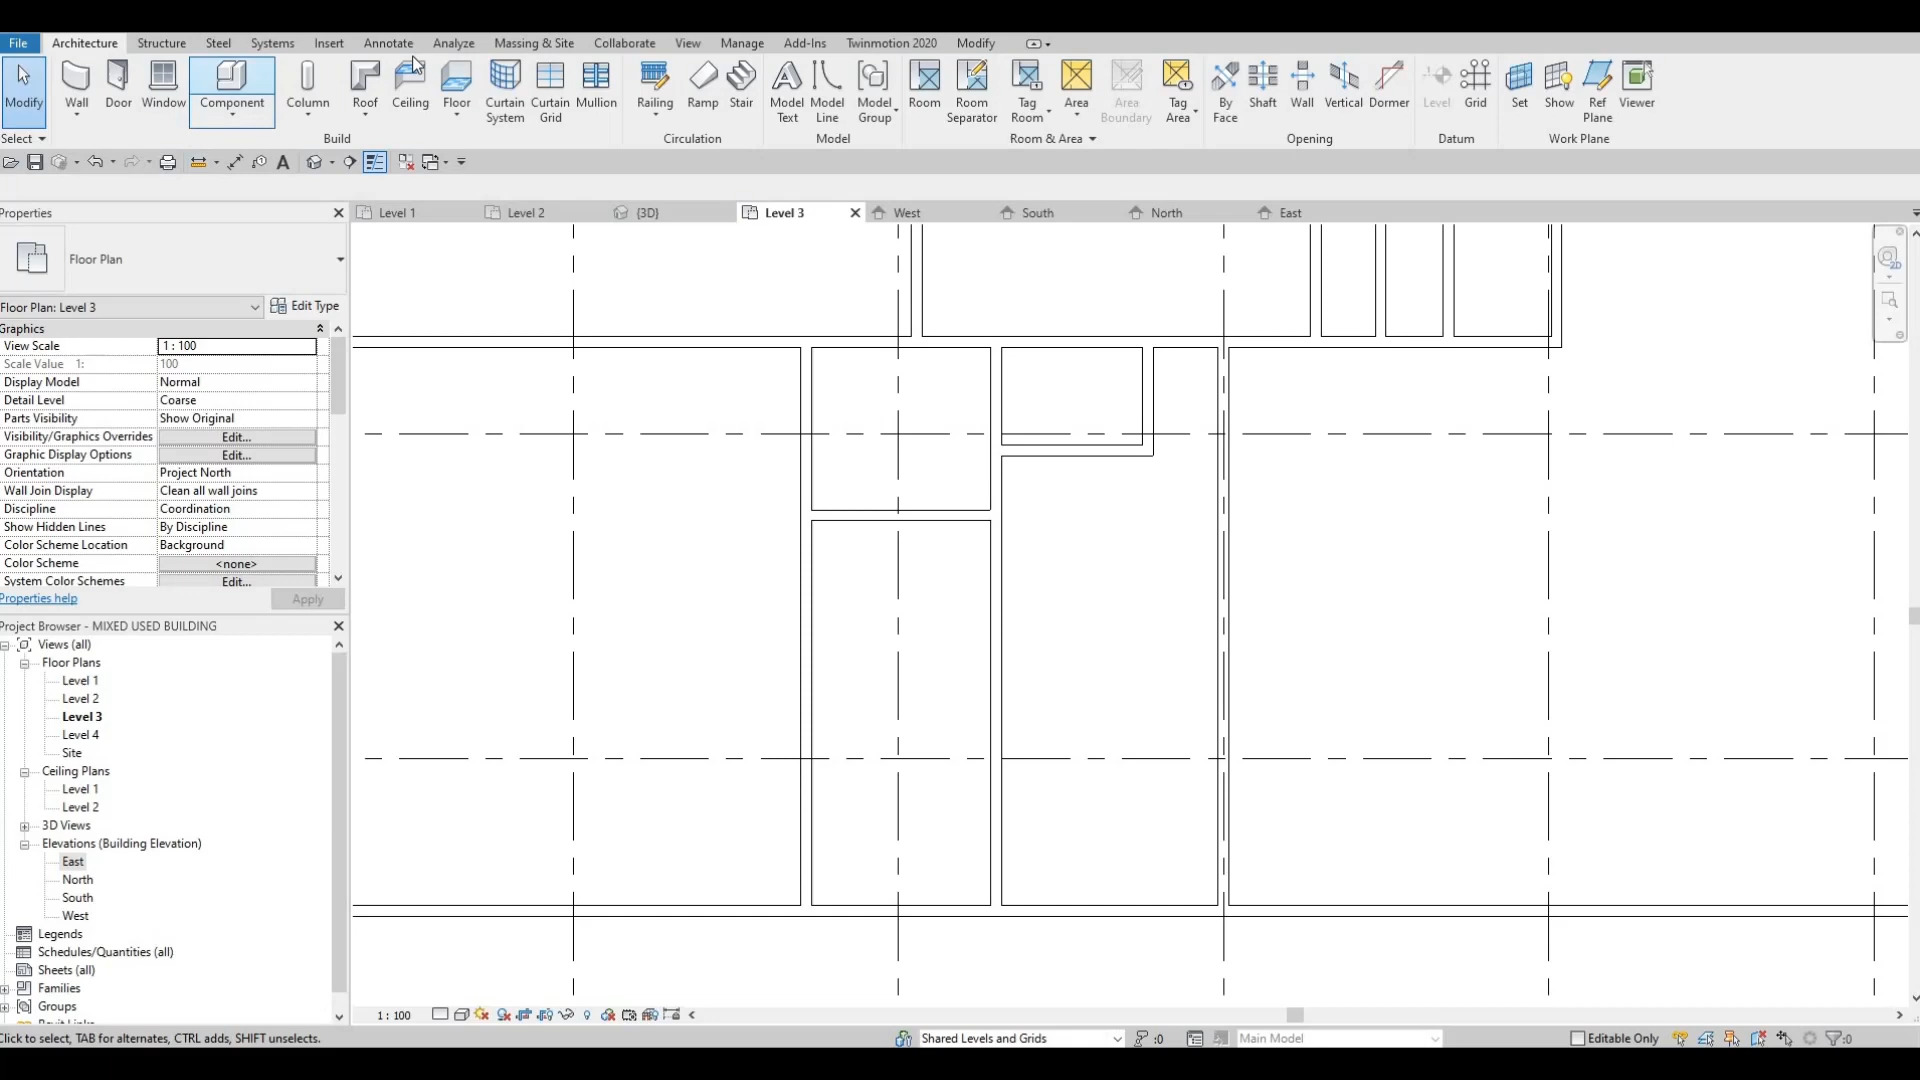 File Architecture Structure Steel Systems Insert Annotate Analyze Massing & Site Collaborate View Manage Add-Ins Twinmotion 2020 Modify
Modify Wall Door Window Component Column Roof Ceiling Floor Curtain System Curtain Grid Mullion Railing Ramp Stair Model Text Model Line Model Group Room Room Separator Tag Room Area Area Boundary Tag Area By Face Shaft Wall Vertical Dormer Level Grid Set Show Ref Plane Viewer
Select Build Circulation Model Room & Area Opening Datum Work Plane
A
Properties
Level 1 Level 2 {3D} Level 3 West South North East
Floor Plan
Floor Plan: Level 3 Edit Type
Graphics
View Scale 1 : 100
Scale Value 1: 100
Display Model Normal
Detail Level Coarse
Parts Visibility Show Original
Visibility/Graphics Overrides Edit...
Graphic Display Options Edit...
Orientation Project North
Wall Join Display Clean all wall joins
Discipline Coordination
Show Hidden Lines By Discipline
Color Scheme Location Background
Color Scheme <none>
System Color Schemes Edit...
Properties help Apply
Project Browser - MIXED USED BUILDING
Views (all)
Floor Plans
Level 1
Level 2
Level 3
Level 4
Site
Ceiling Plans
Level 1
Level 2
3D Views
Elevations (Building Elevation)
East
North
South
West
Legends
Schedules/Quantities (all)
Sheets (all)
Families
Groups
2D
1 : 100
Click to select, TAB for alternates, CTRL adds, SHIFT unselects. Shared Levels and Grids :0 Main Model Editable Only :0